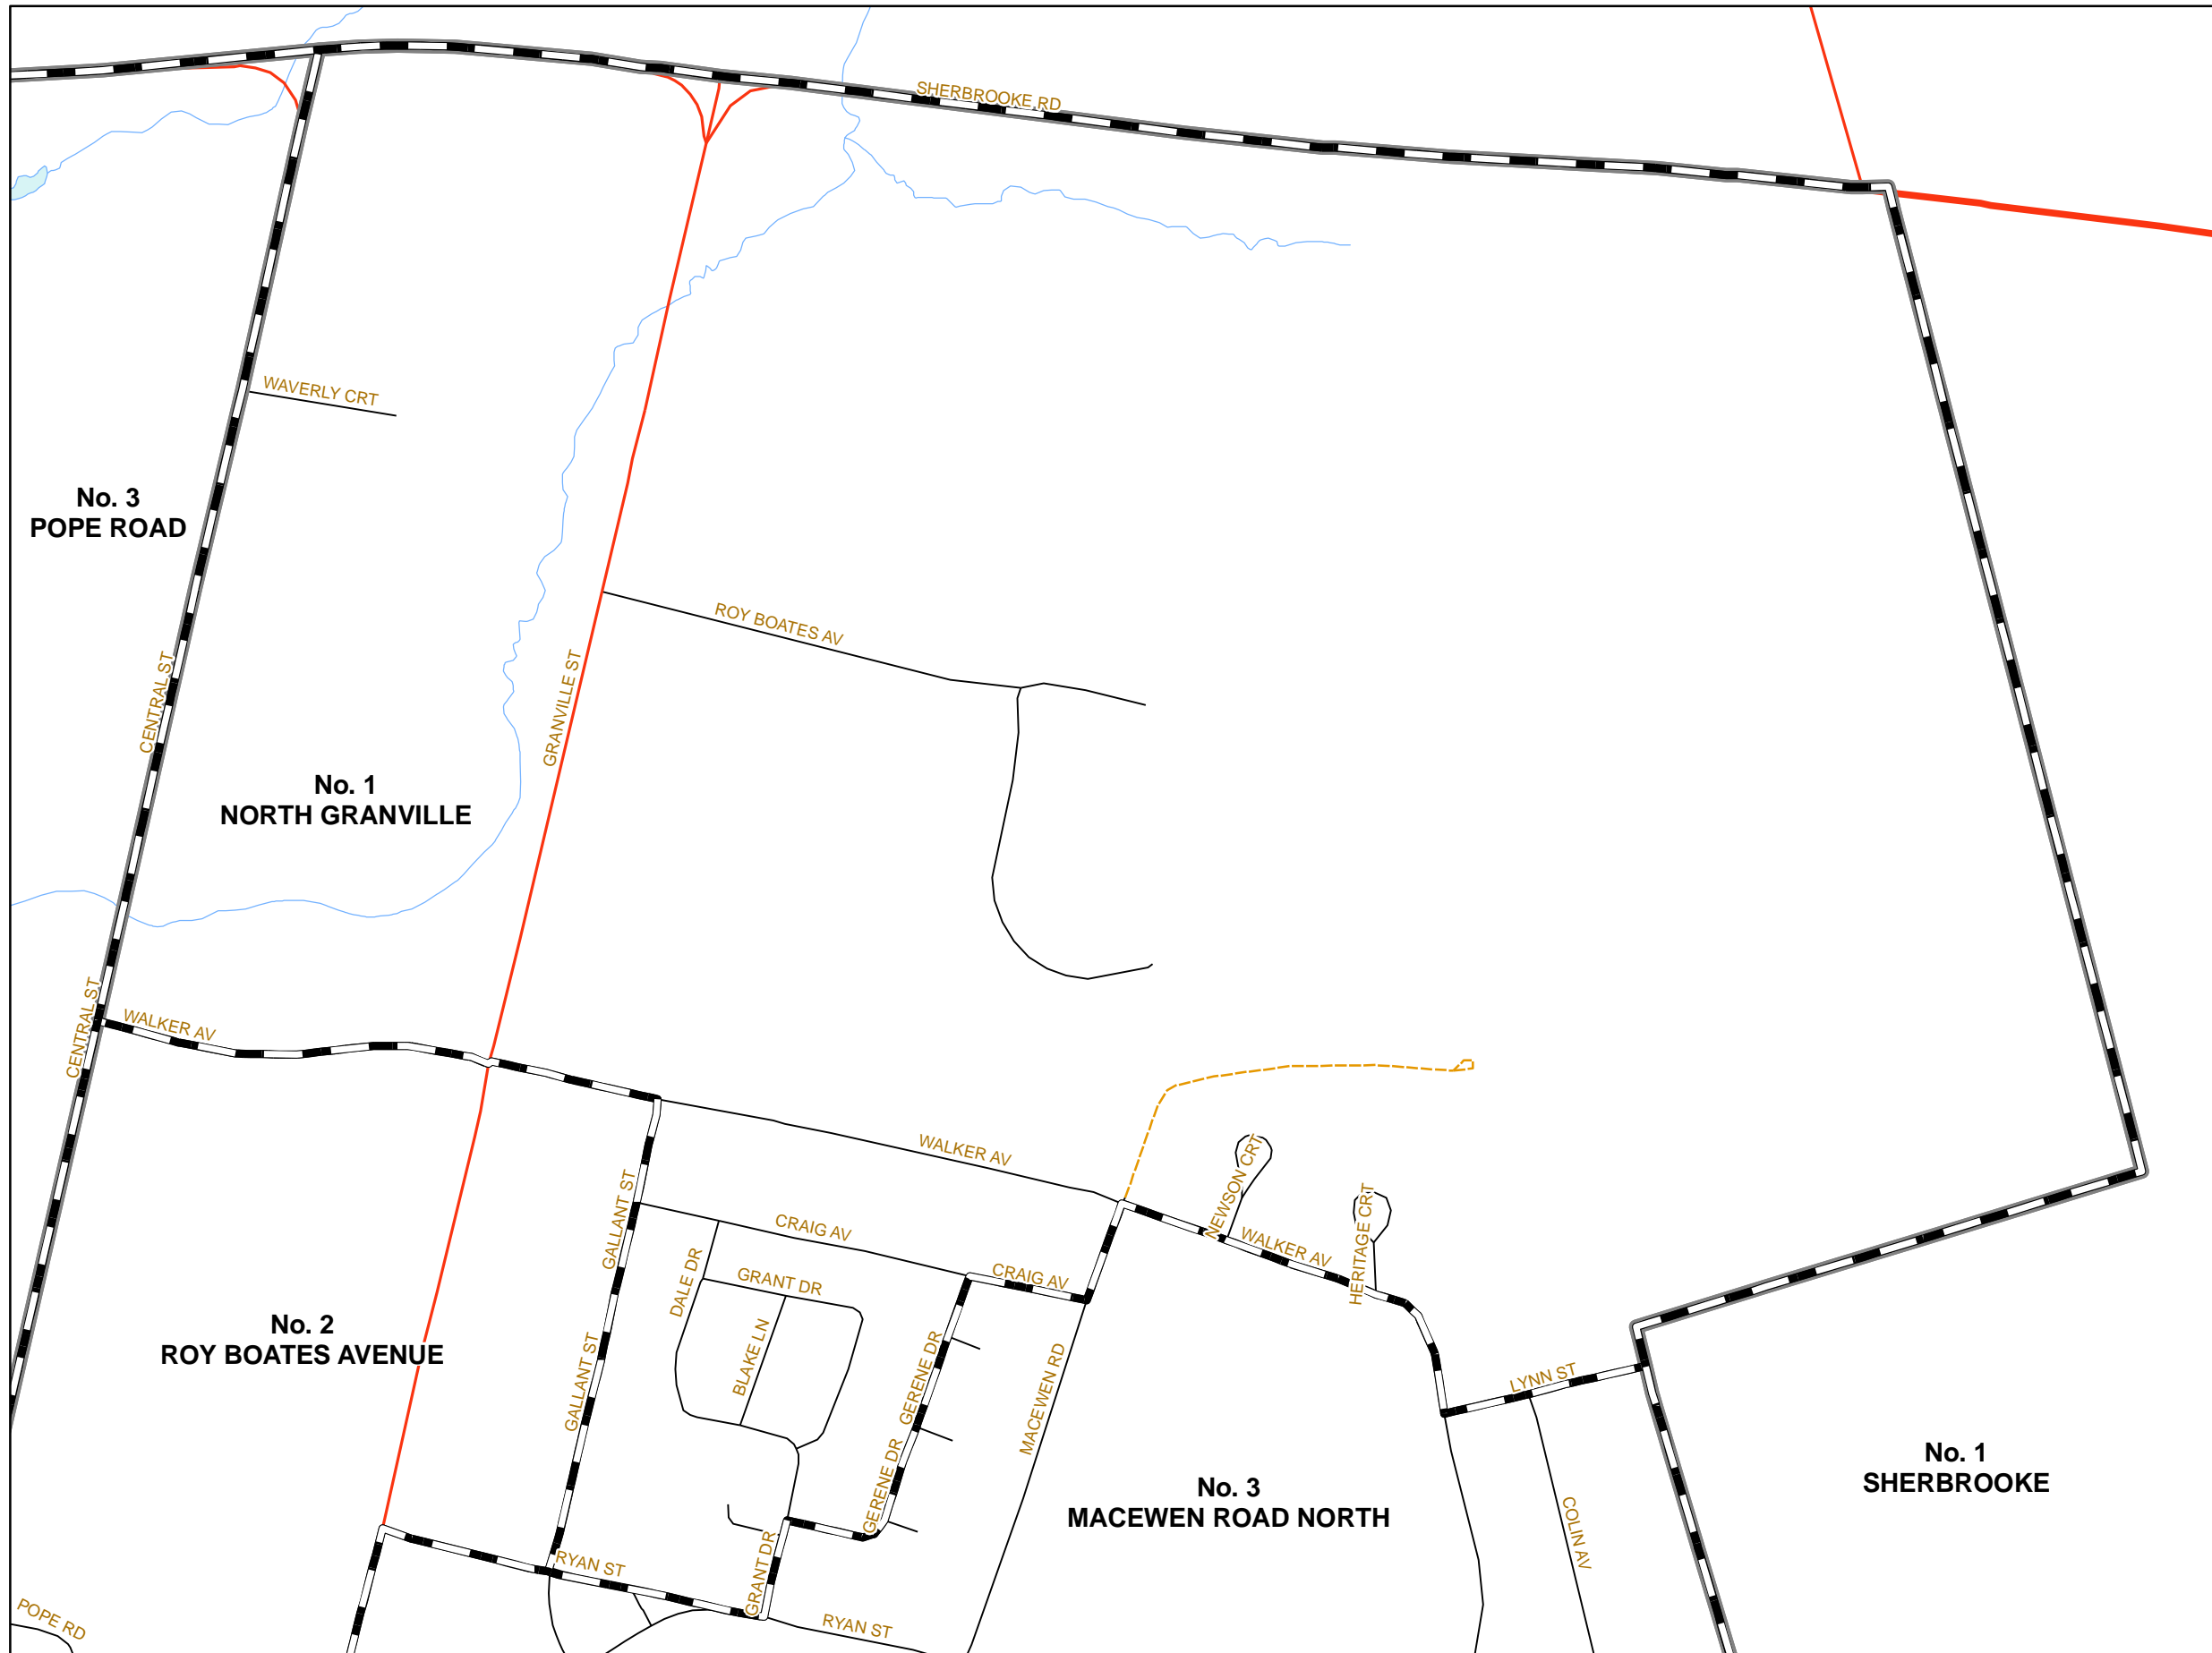 SHERBROOKE RD
WAVERLY CRT
No. 3
POPE ROAD
ROY BOATES AV
CENTRAL ST
GRANVILLE ST
No. 1
NORTH GRANVILLE
CENTRAL ST
WALKER AV
WALKER AV
NEWSON CRT
WALKER AV
HERITAGE CRT
GALLANT ST
CRAIG AV
CRAIG AV
DALE DR
GRANT DR
BLAKE LN
GERENE DR
MACEWEN RD
No. 2
ROY BOATES AVENUE
GALLANT ST
LYNN ST
GERENE DR
No. 3
MACEWEN ROAD NORTH
No. 1
SHERBROOKE
COLIN AV
RYAN ST
GRANT DR
RYAN ST
POPE RD